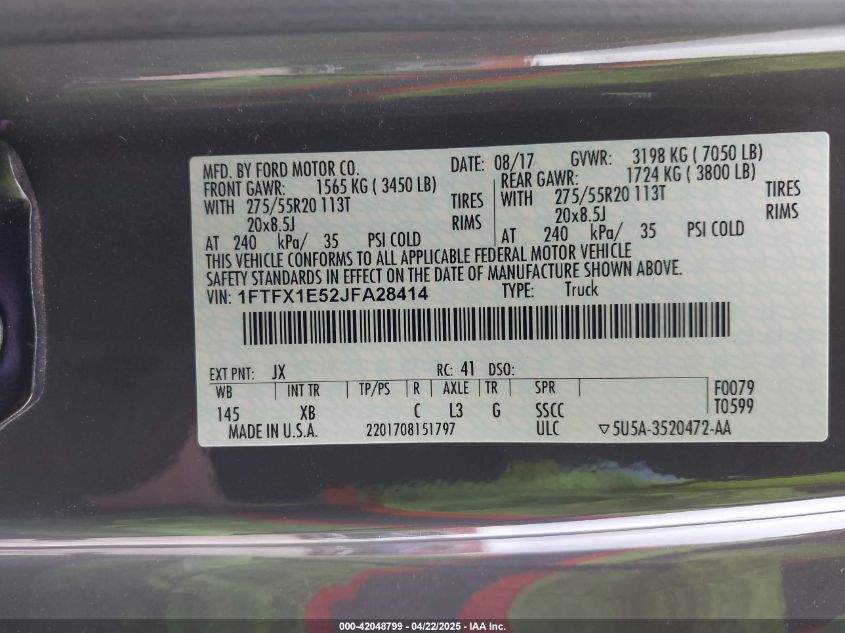 MFD. BY FORD MOTOR CO. DATE: 08/17 GVWR: 3198 KG ( 7050 LB)
FRONT GAWR: 1565 KG ( 3450 LB) REAR GAWR: 1724 KG ( 3800 LB)
WITH 275/55R20 113T TIRES WITH 275/55R20 113T TIRES
20x8.5J RIMS 20x8.5J RIMS
AT 240 kPa/ 35 PSI COLD AT 240 kPa/ 35 PSI COLD
THIS VEHICLE CONFORMS TO ALL APPLICABLE FEDERAL MOTOR VEHICLE
SAFETY STANDARDS IN EFFECT ON THE DATE OF MANUFACTURE SHOWN ABOVE.
VIN: 1FTFX1E52JFA28414 TYPE: Truck
EXT PNT: JX RC: 41 DSO:
WB INT TR TP/PS R AXLE TR SPR F0079
145 XB C L3 G SSCC T0599
MADE IN U.S.A. 2201708151797 ULC ▽5U5A-3520472-AA
000-42048799 - 04/22/2025 - IAA Inc.